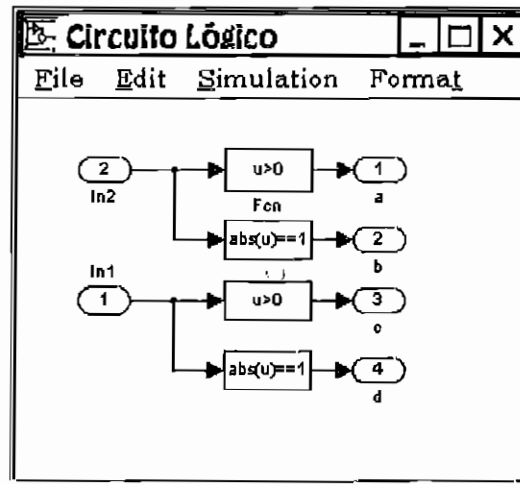 Circuito Lógico
File Edit Simulation Format
2 u>0 1
In2 Fcn a
abs(u)==1 2
b
In1
1 u>0 3
c
abs(u)==1 4
d